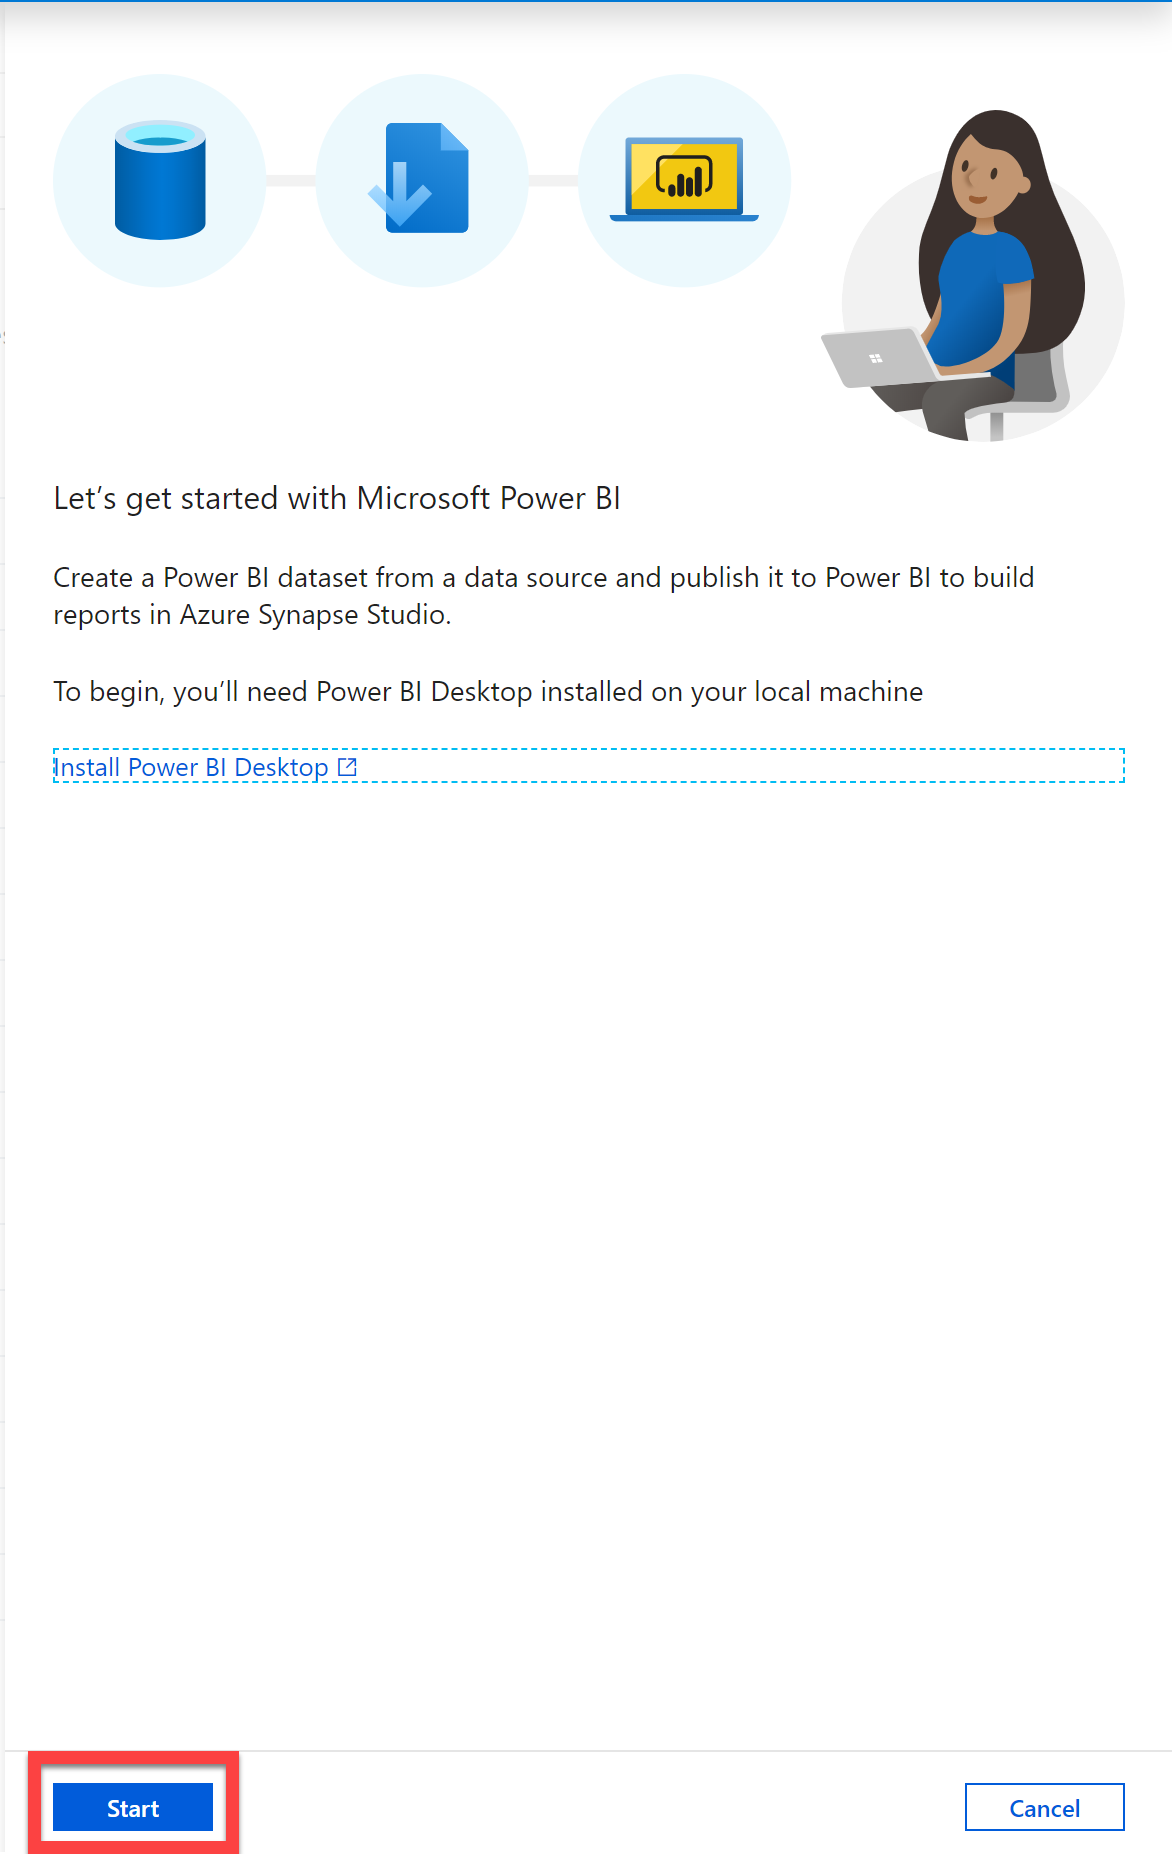 Let’s get started with Microsoft Power BI
Create a Power BI dataset from a data source and publish it to Power BI to build
reports in Azure Synapse Studio.
To begin, you’ll need Power BI Desktop installed on your local machine
Install Power BI Desktop
Start
Cancel